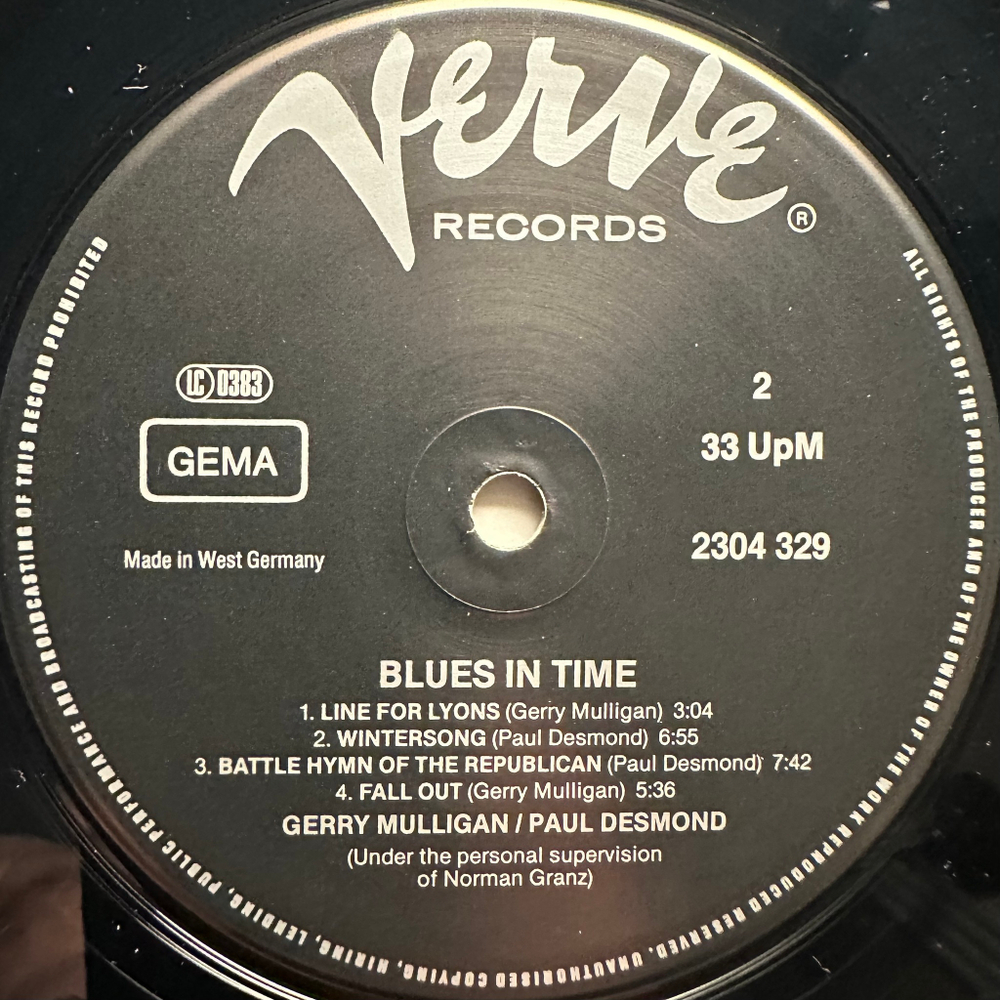 Verve
RECORDS ®
LC 0383
GEMA
Made in West Germany
2
33 UpM
2304 329
BLUES IN TIME
1. LINE FOR LYONS (Gerry Mulligan) 3:04
2. WINTERSONG (Paul Desmond) 6:55
3. BATTLE HYMN OF THE REPUBLICAN (Paul Desmond) 7:42
4. FALL OUT (Gerry Mulligan) 5:36
GERRY MULLIGAN / PAUL DESMOND
(Under the personal supervision
of Norman Granz)
ALL RIGHTS OF THE PRODUCER AND OF THE OWNER OF THE WORK REPRODUCED RESERVED. UNAUTHORISED COPYING, HIRING, LENDING, PUBLIC PERFORMANCE AND BROADCASTING OF THIS RECORD PROHIBITED